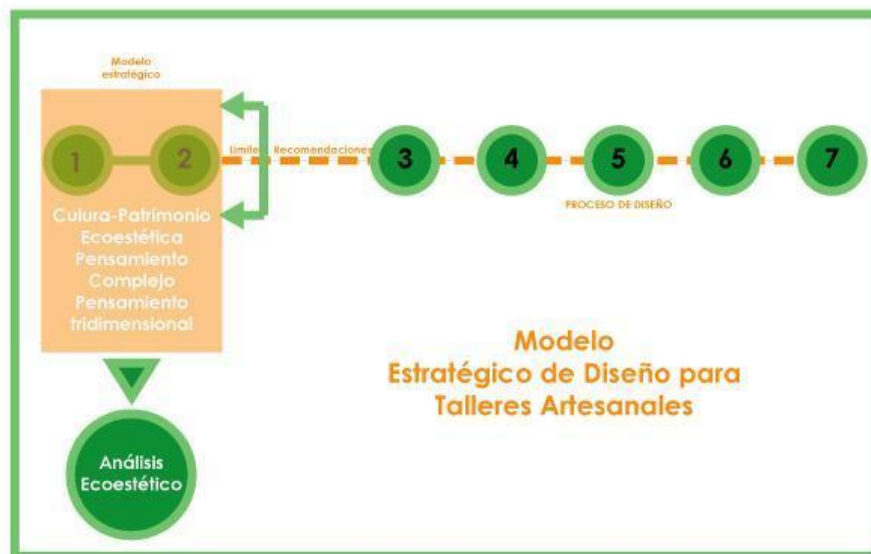 Modelo
estratégico
1
2
Limite
Recomendaciones
3
4
5
6
7
PROCESO DE DISEÑO
Culura-Patrimonio
Ecoestética
Pensamiento
Complejo
Pensamiento
tridimensional
Modelo
Estratégico de Diseño para
Talleres Artesanales
Análisis
Ecoestético